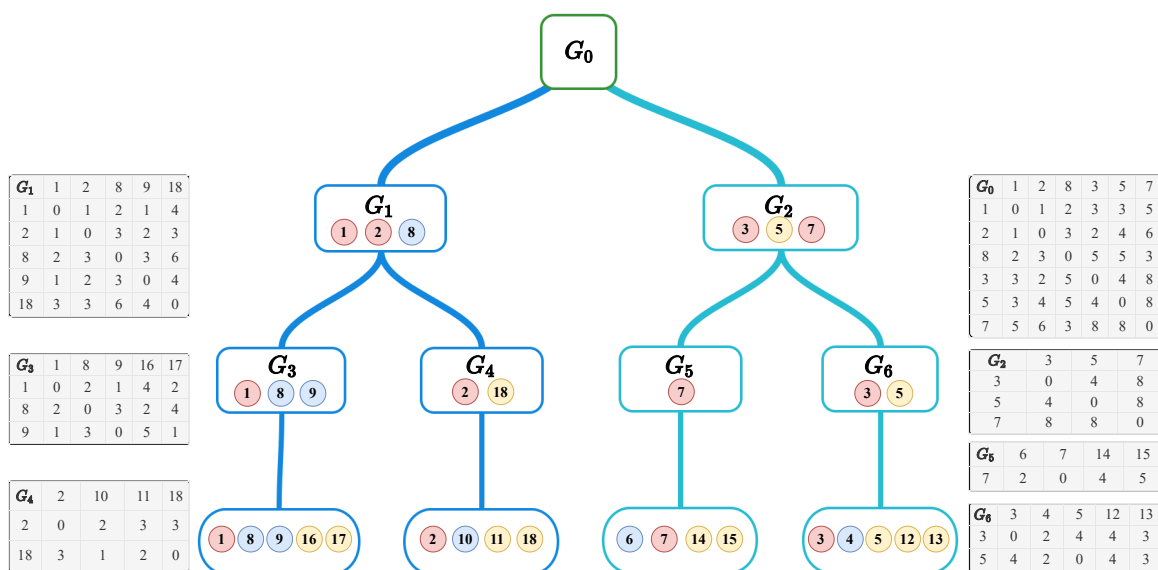 G0
G1
1 2 8
G2
3 5 7
G3
1 8 9
G4
2 18
G5
7
G6
3 5
1 8 9 16 17
2 10 11 18
6 7 14 15
3 4 5 12 13
G1 1 2 8 9 18
1 0 1 2 1 4
2 1 0 3 2 3
8 2 3 0 3 6
9 1 2 3 0 4
18 3 3 6 4 0
G3 1 8 9 16 17
1 0 2 1 4 2
8 2 0 3 2 4
9 1 3 0 5 1
G4 2 10 11 18
2 0 2 3 3
18 3 1 2 0
G0 1 2 8 3 5 7
1 0 1 2 3 3 5
2 1 0 3 2 4 6
8 2 3 0 5 5 3
3 3 2 5 0 4 8
5 3 4 5 4 0 8
7 5 6 3 8 8 0
G2 3 5 7
3 0 4 8
5 4 0 8
7 8 8 0
G5 6 7 14 15
7 2 0 4 5
G6 3 4 5 12 13
3 0 2 4 4 3
5 4 2 0 4 3